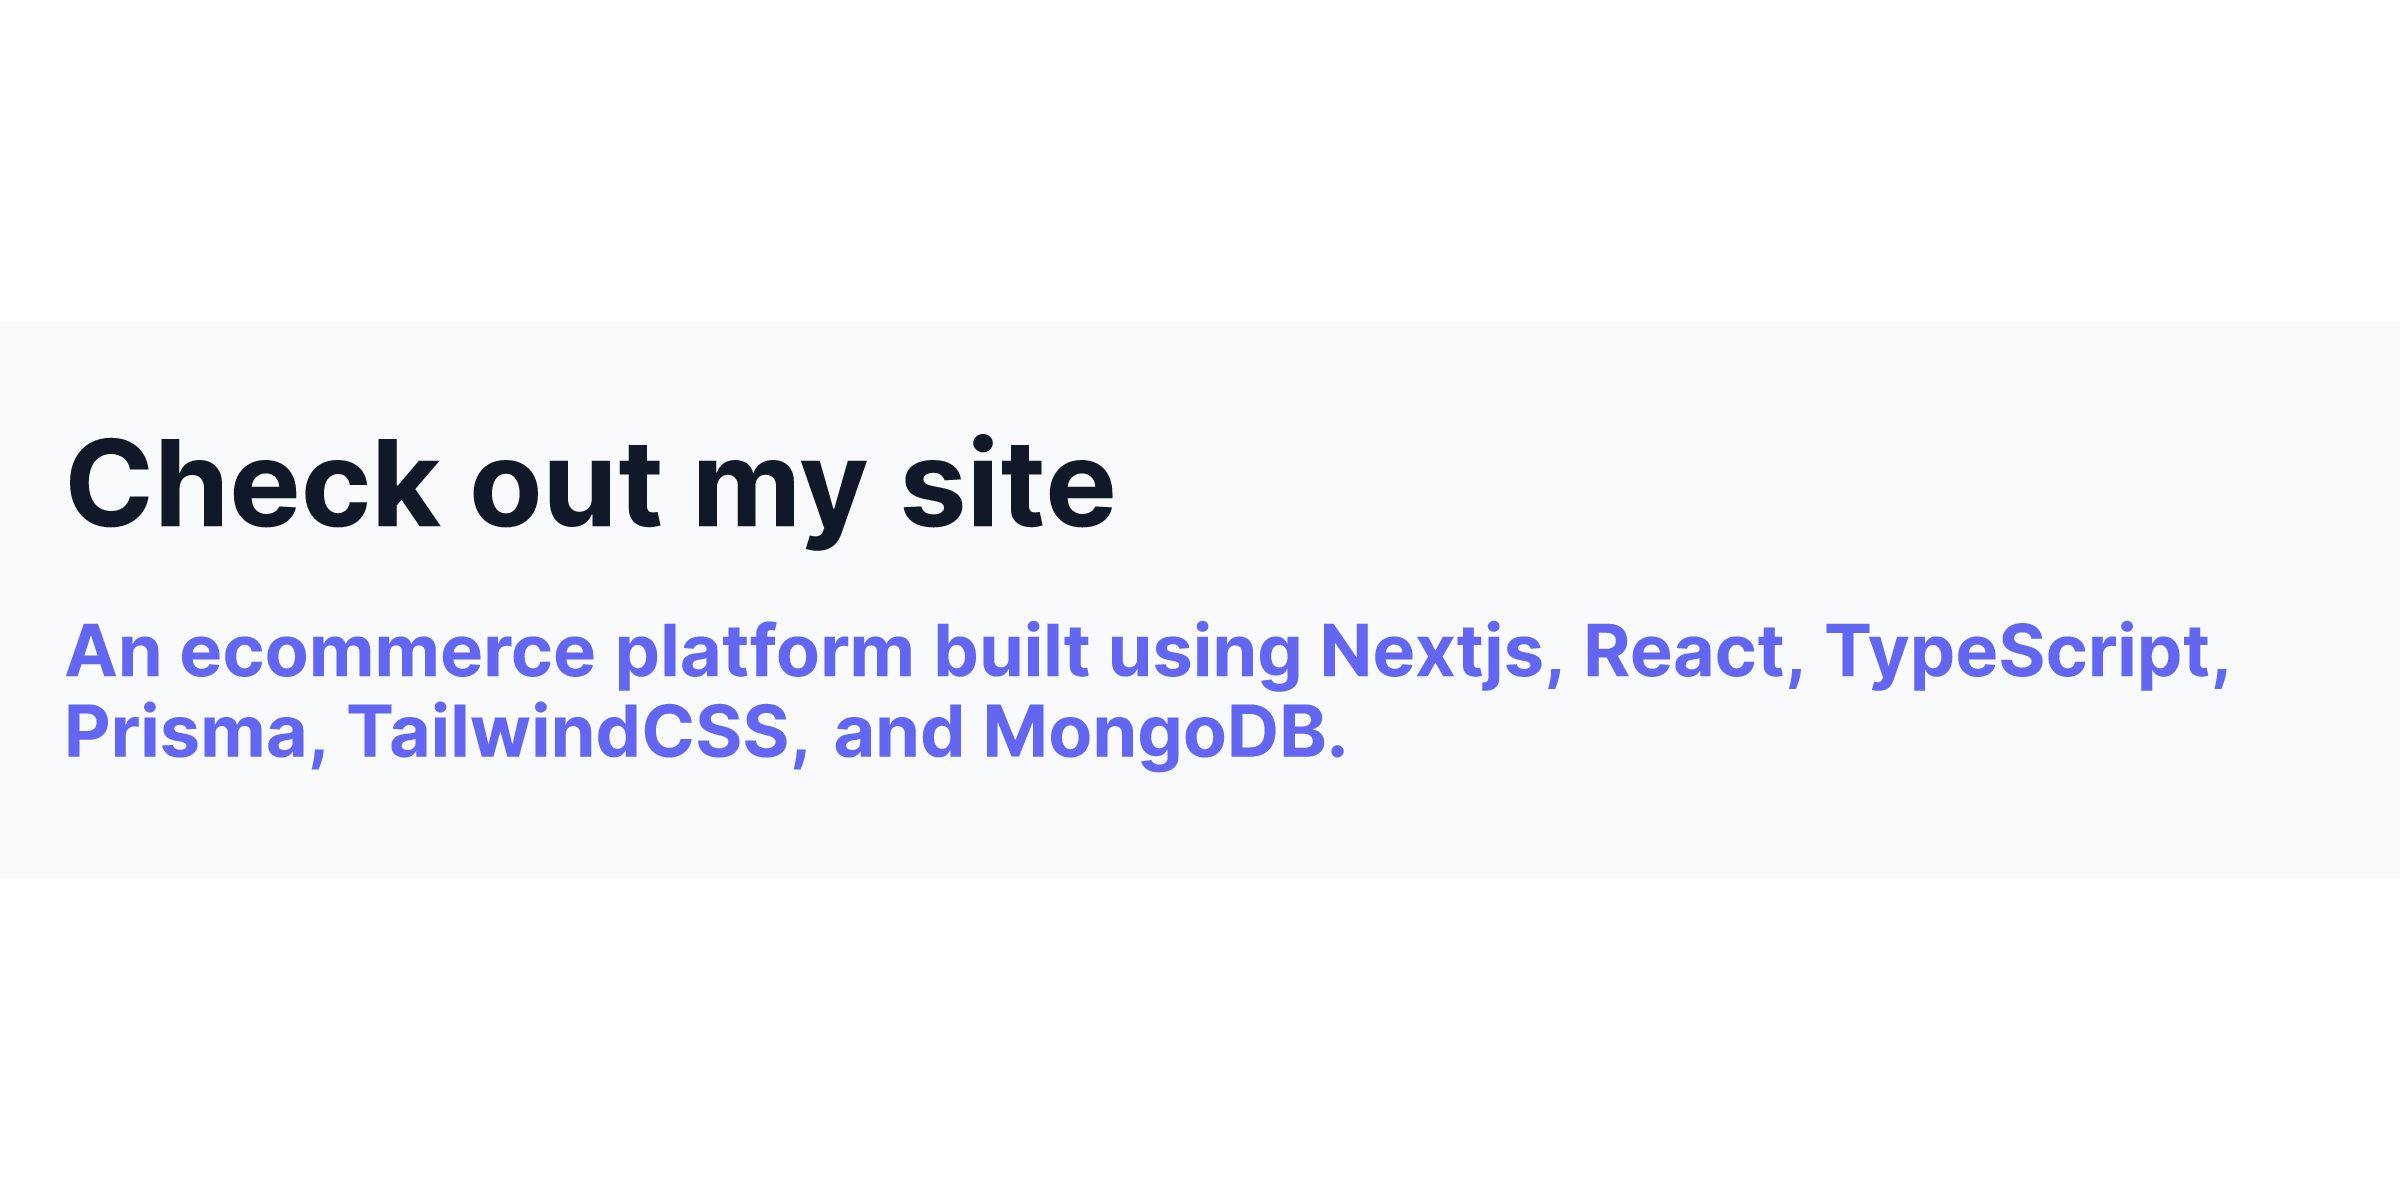 Check out my site
An ecommerce platform built using Nextjs, React, TypeScript,
Prisma, TailwindCSS, and MongoDB.